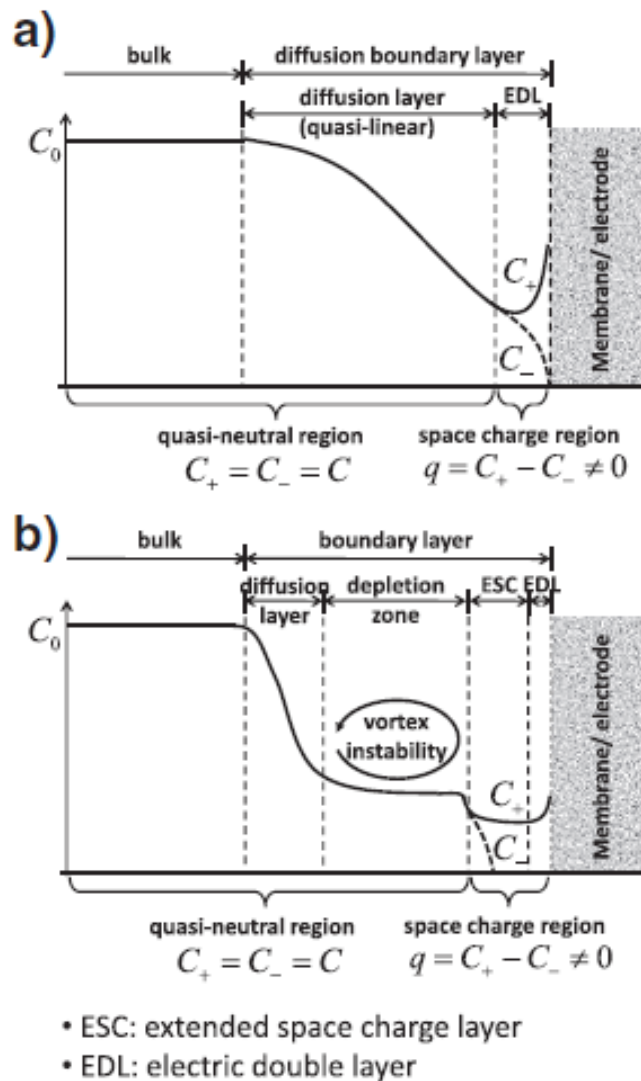 a)
bulk
diffusion boundary layer
diffusion layer
(quasi-linear)
EDL
C₀
C₊
C₋
Membrane/ electrode
quasi-neutral region
C₊ = C₋ = C
space charge region
q = C₊ − C₋ ≠ 0
b)
bulk
boundary layer
diffusion
layer
depletion
zone
ESC EDL
C₀
vortex
instability
C₊
C₋
Membrane/ electrode
quasi-neutral region
C₊ = C₋ = C
space charge region
q = C₊ − C₋ ≠ 0
• ESC: extended space charge layer
• EDL: electric double layer